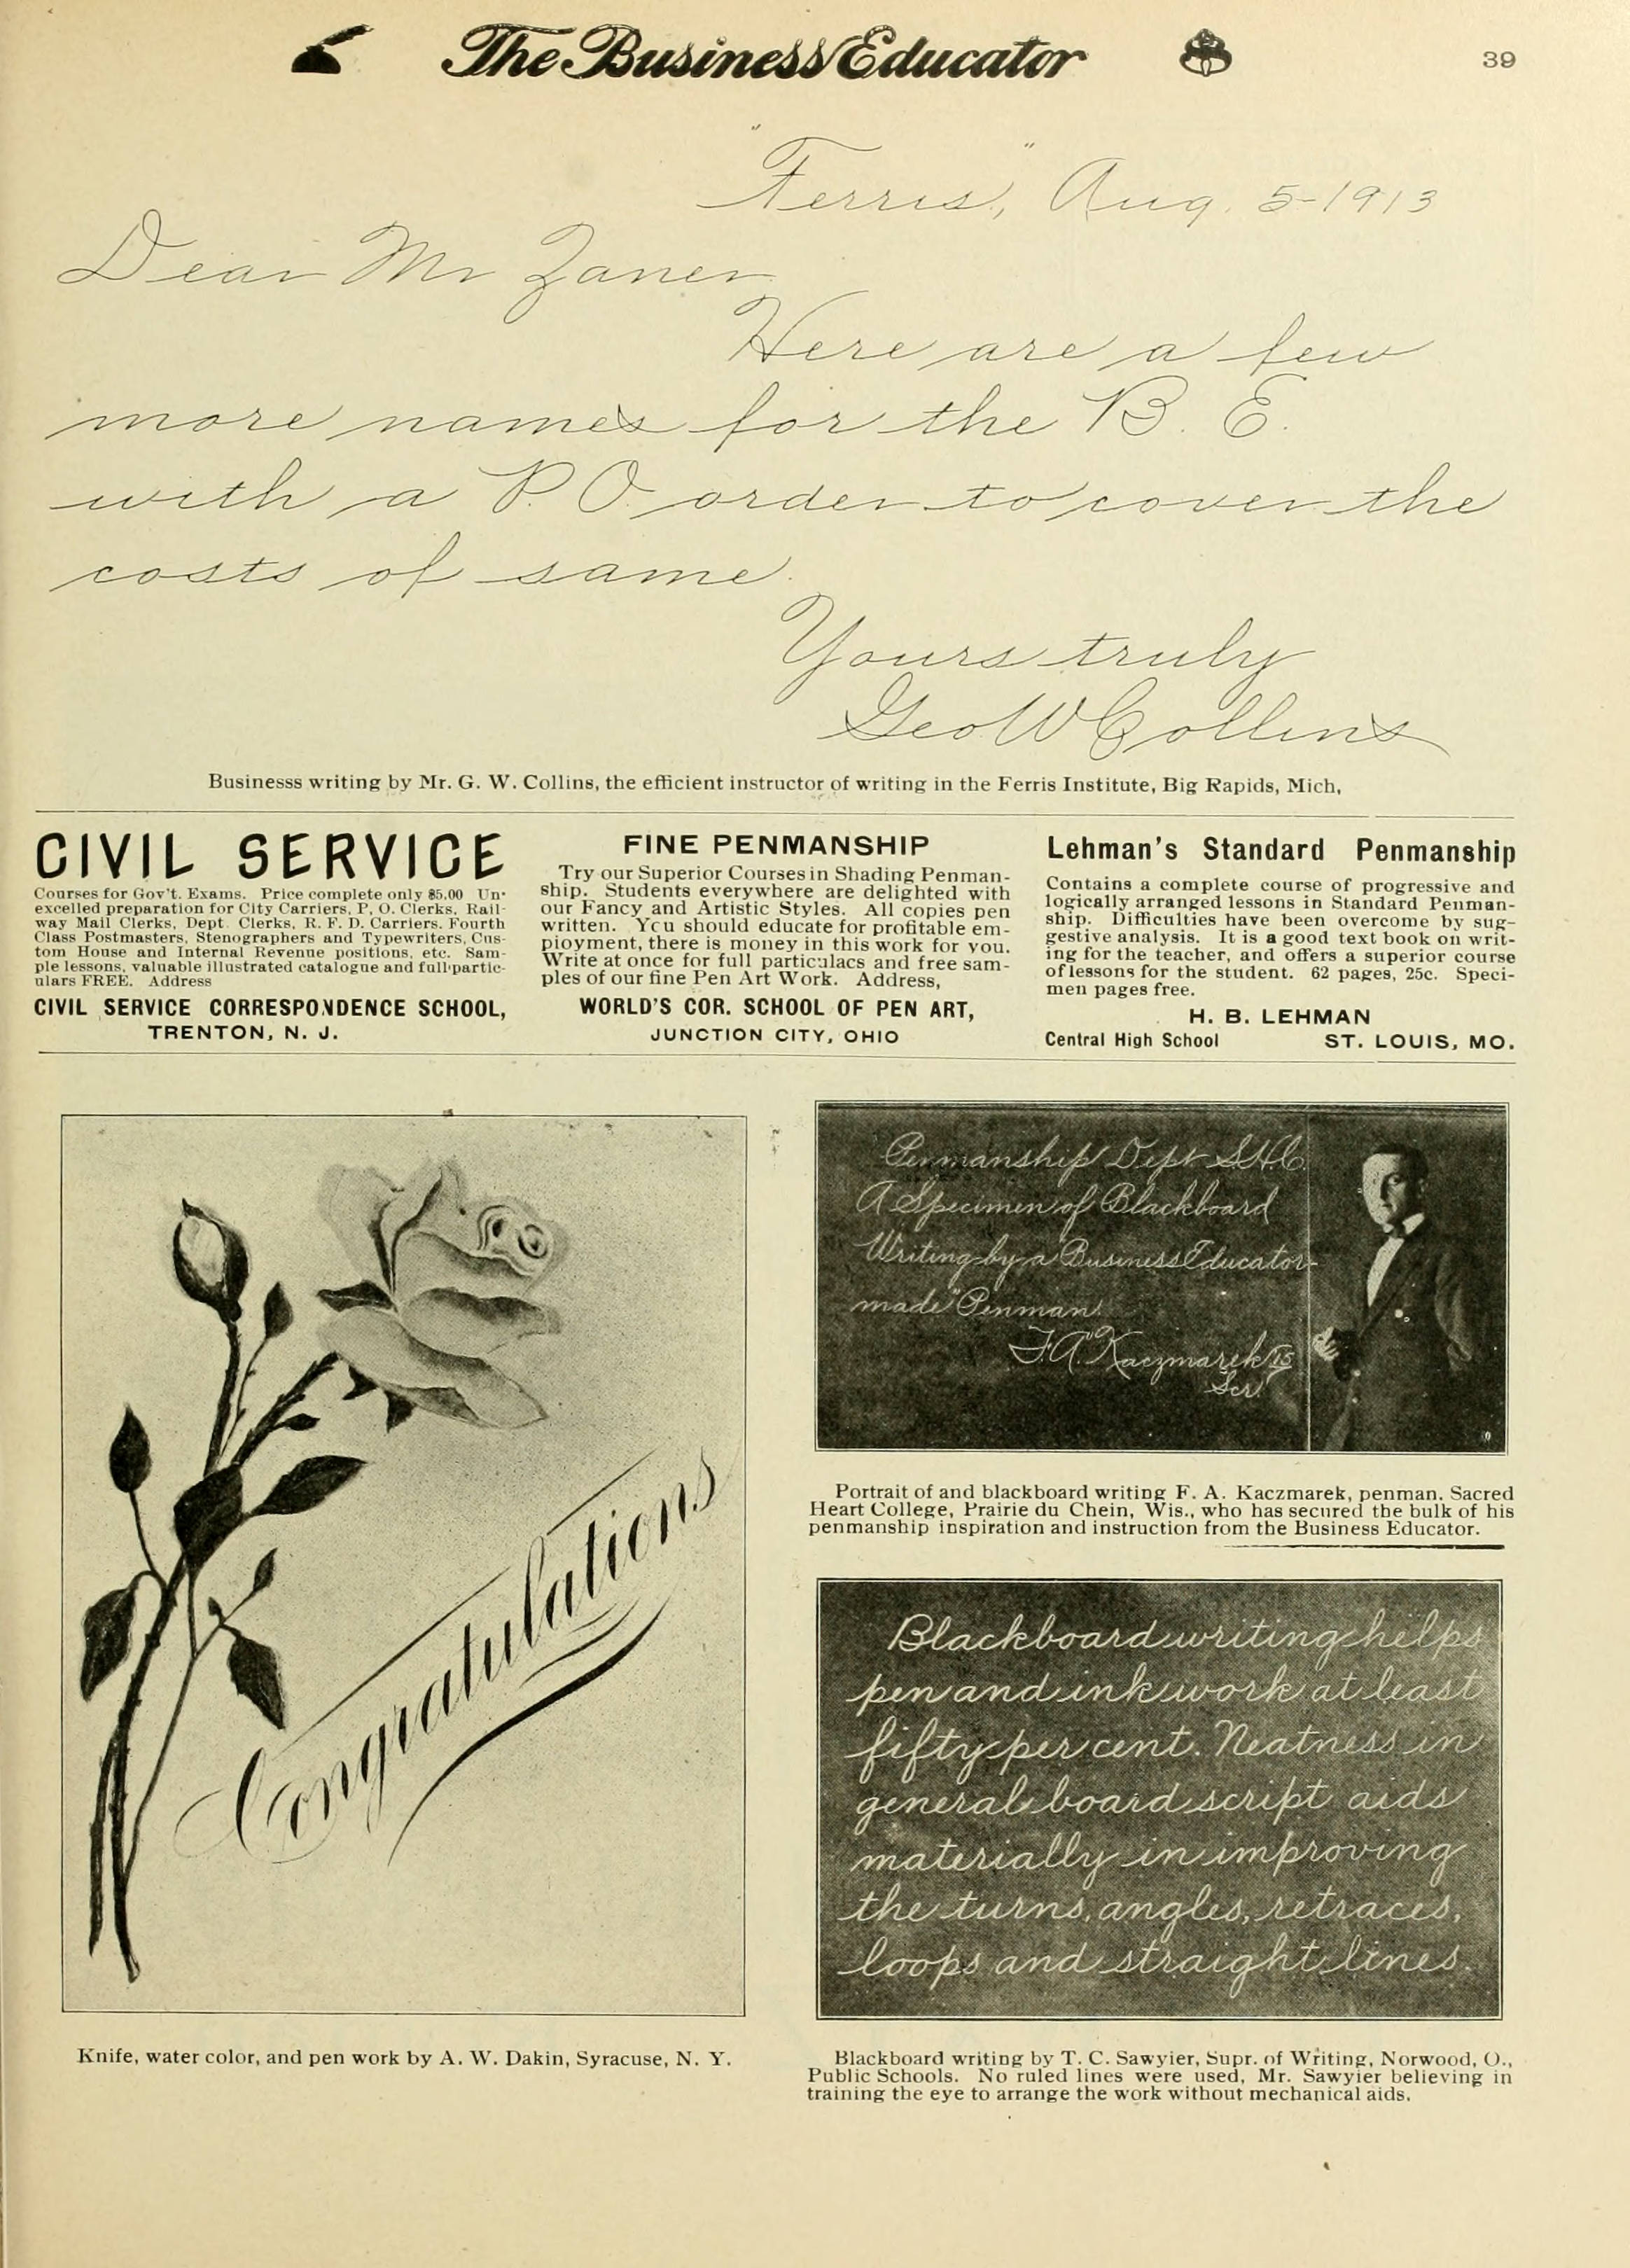 The Business Educator
39
"Ferris", Aug. 5-1913
Dear Mr Zaner
Here are a few
more names for the B. E.
with a P. O. order to cover the
costs of same.
Yours truly
Geo W Collins
Businesss writing by Mr. G. W. Collins, the efficient instructor of writing in the Ferris Institute, Big Rapids, Mich,
CIVIL SERVICE
Courses for Gov't. Exams. Price complete only $5.00 Un-
excelled preparation for City Carriers, P. O. Clerks, Rail-
way Mail Clerks, Dept. Clerks, R. F. D. Carriers. Fourth
Class Postmasters, Stenographers and Typewriters, Cus-
tom House and Internal Revenue positions, etc. Sam-
ple lessons, valuable illustrated catalogue and full partic-
ulars FREE. Address
CIVIL SERVICE CORRESPONDENCE SCHOOL,
TRENTON, N. J.
FINE PENMANSHIP
Try our Superior Courses in Shading Penman-
ship. Students everywhere are delighted with
our Fancy and Artistic Styles. All copies pen
written. You should educate for profitable em-
ployment, there is money in this work for you.
Write at once for full particulacs and free sam-
ples of our fine Pen Art Work. Address,
WORLD'S COR. SCHOOL OF PEN ART,
JUNCTION CITY, OHIO
Lehman's Standard Penmanship
Contains a complete course of progressive and
logically arranged lessons in Standard Penman-
ship. Difficulties have been overcome by sug-
gestive analysis. It is a good text book on writ-
ing for the teacher, and offers a superior course
of lessons for the student. 62 pages, 25c. Speci-
men pages free.
H. B. LEHMAN
Central High School ST. LOUIS, MO.
Congratulations
Knife, water color, and pen work by A. W. Dakin, Syracuse, N. Y.
Penmanship Dept S.H.C.
A Specimen of Blackboard
Writing by a Business Educator-
made "Penman"
F. A. Kaczmarek 13
Scr.
Portrait of and blackboard writing F. A. Kaczmarek, penman. Sacred
Heart College, Prairie du Chein, Wis., who has secured the bulk of his
penmanship inspiration and instruction from the Business Educator.
Blackboard writing helps
pen and ink work at least
fifty per cent. Neatness in
general board script aids
materially in improving
the turns, angles, retraces,
loops and straight lines.
Blackboard writing by T. C. Sawyier, Supr. of Writing, Norwood, O.,
Public Schools. No ruled lines were used, Mr. Sawyier believing in
training the eye to arrange the work without mechanical aids.